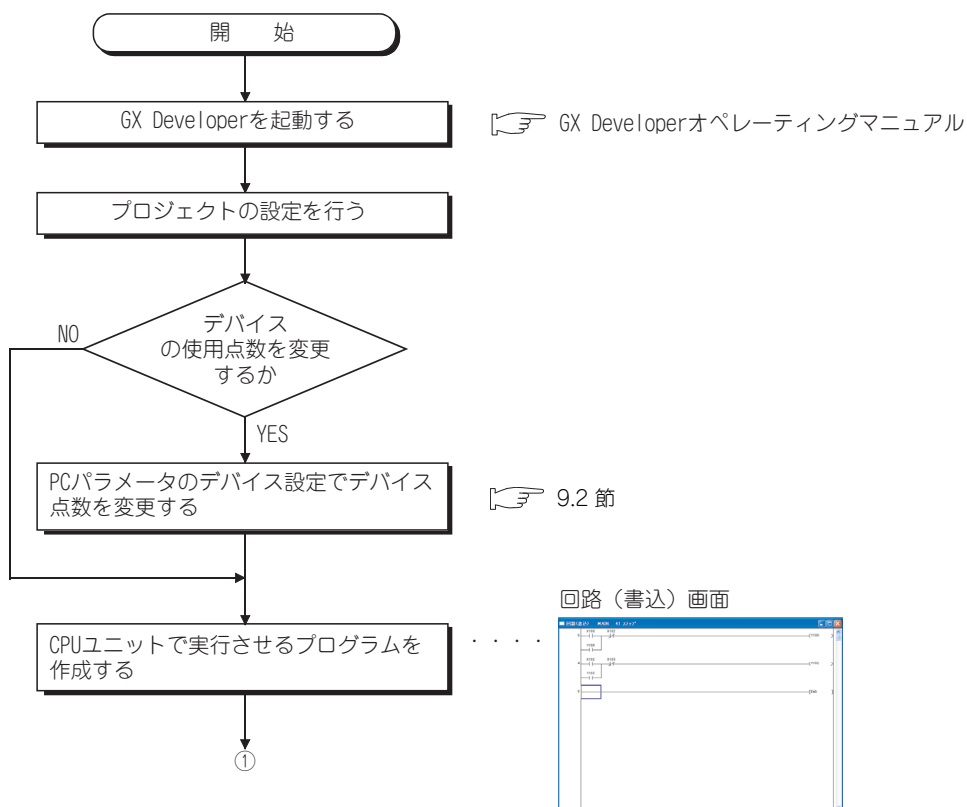 開 始
GX Developerを起動する
GX Developerオペレーティングマニュアル
プロジェクトの設定を行う
デバイス
の使用点数を変更
するか
NO
YES
PCパラメータのデバイス設定でデバイス
点数を変更する
9.2 節
回路（書込）画面
CPUユニットで実行させるプログラムを
作成する
・・・・
①